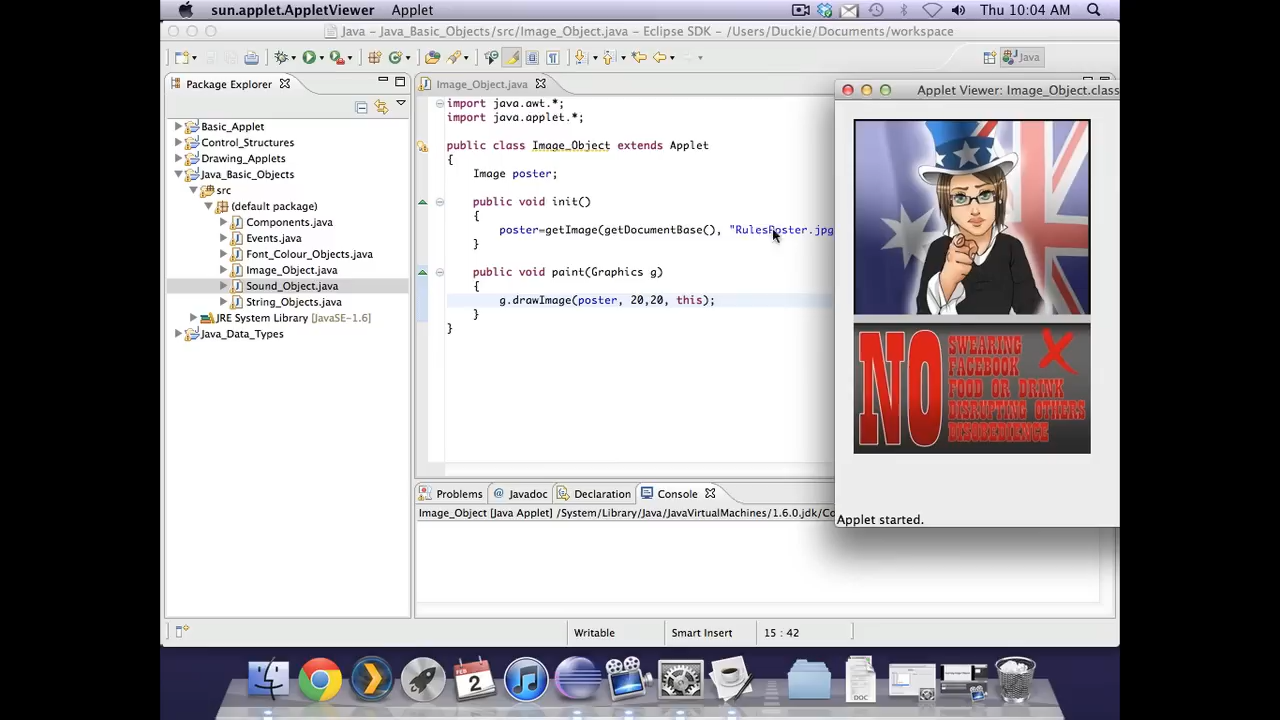 sun.applet.AppletViewer Applet Thu 10:04 AM
Java – Java_Basic_Objects/src/Image_Object.java – Eclipse SDK – /Users/Duckie/Documents/workspace
Java
Package Explorer
Image_Object.java
Applet Viewer: Image_Object.class
Basic_Applet
Control_Structures
Drawing_Applets
Java_Basic_Objects
src
(default package)
Components.java
Events.java
Font_Colour_Objects.java
Image_Object.java
Sound_Object.java
String_Objects.java
JRE System Library [JavaSE-1.6]
Java_Data_Types
import java.awt.*;
import java.applet.*;
public class Image_Object extends Applet
{
Image poster;
public void init()
{
poster=getImage(getDocumentBase(), "RulesPoster.jpg
}
public void paint(Graphics g)
{
g.drawImage(poster, 20,20, this);
}
}
NO
SWEARING
FACEBOOK
FOOD OR DRINK
DISRUPTING OTHERS
DISOBEDIENCE
Applet started.
Problems @ Javadoc Declaration Console
Image_Object [Java Applet] /System/Library/Java/JavaVirtualMachines/1.6.0.jdk/Co
Writable Smart Insert 15 : 42
FEB
2
DOC